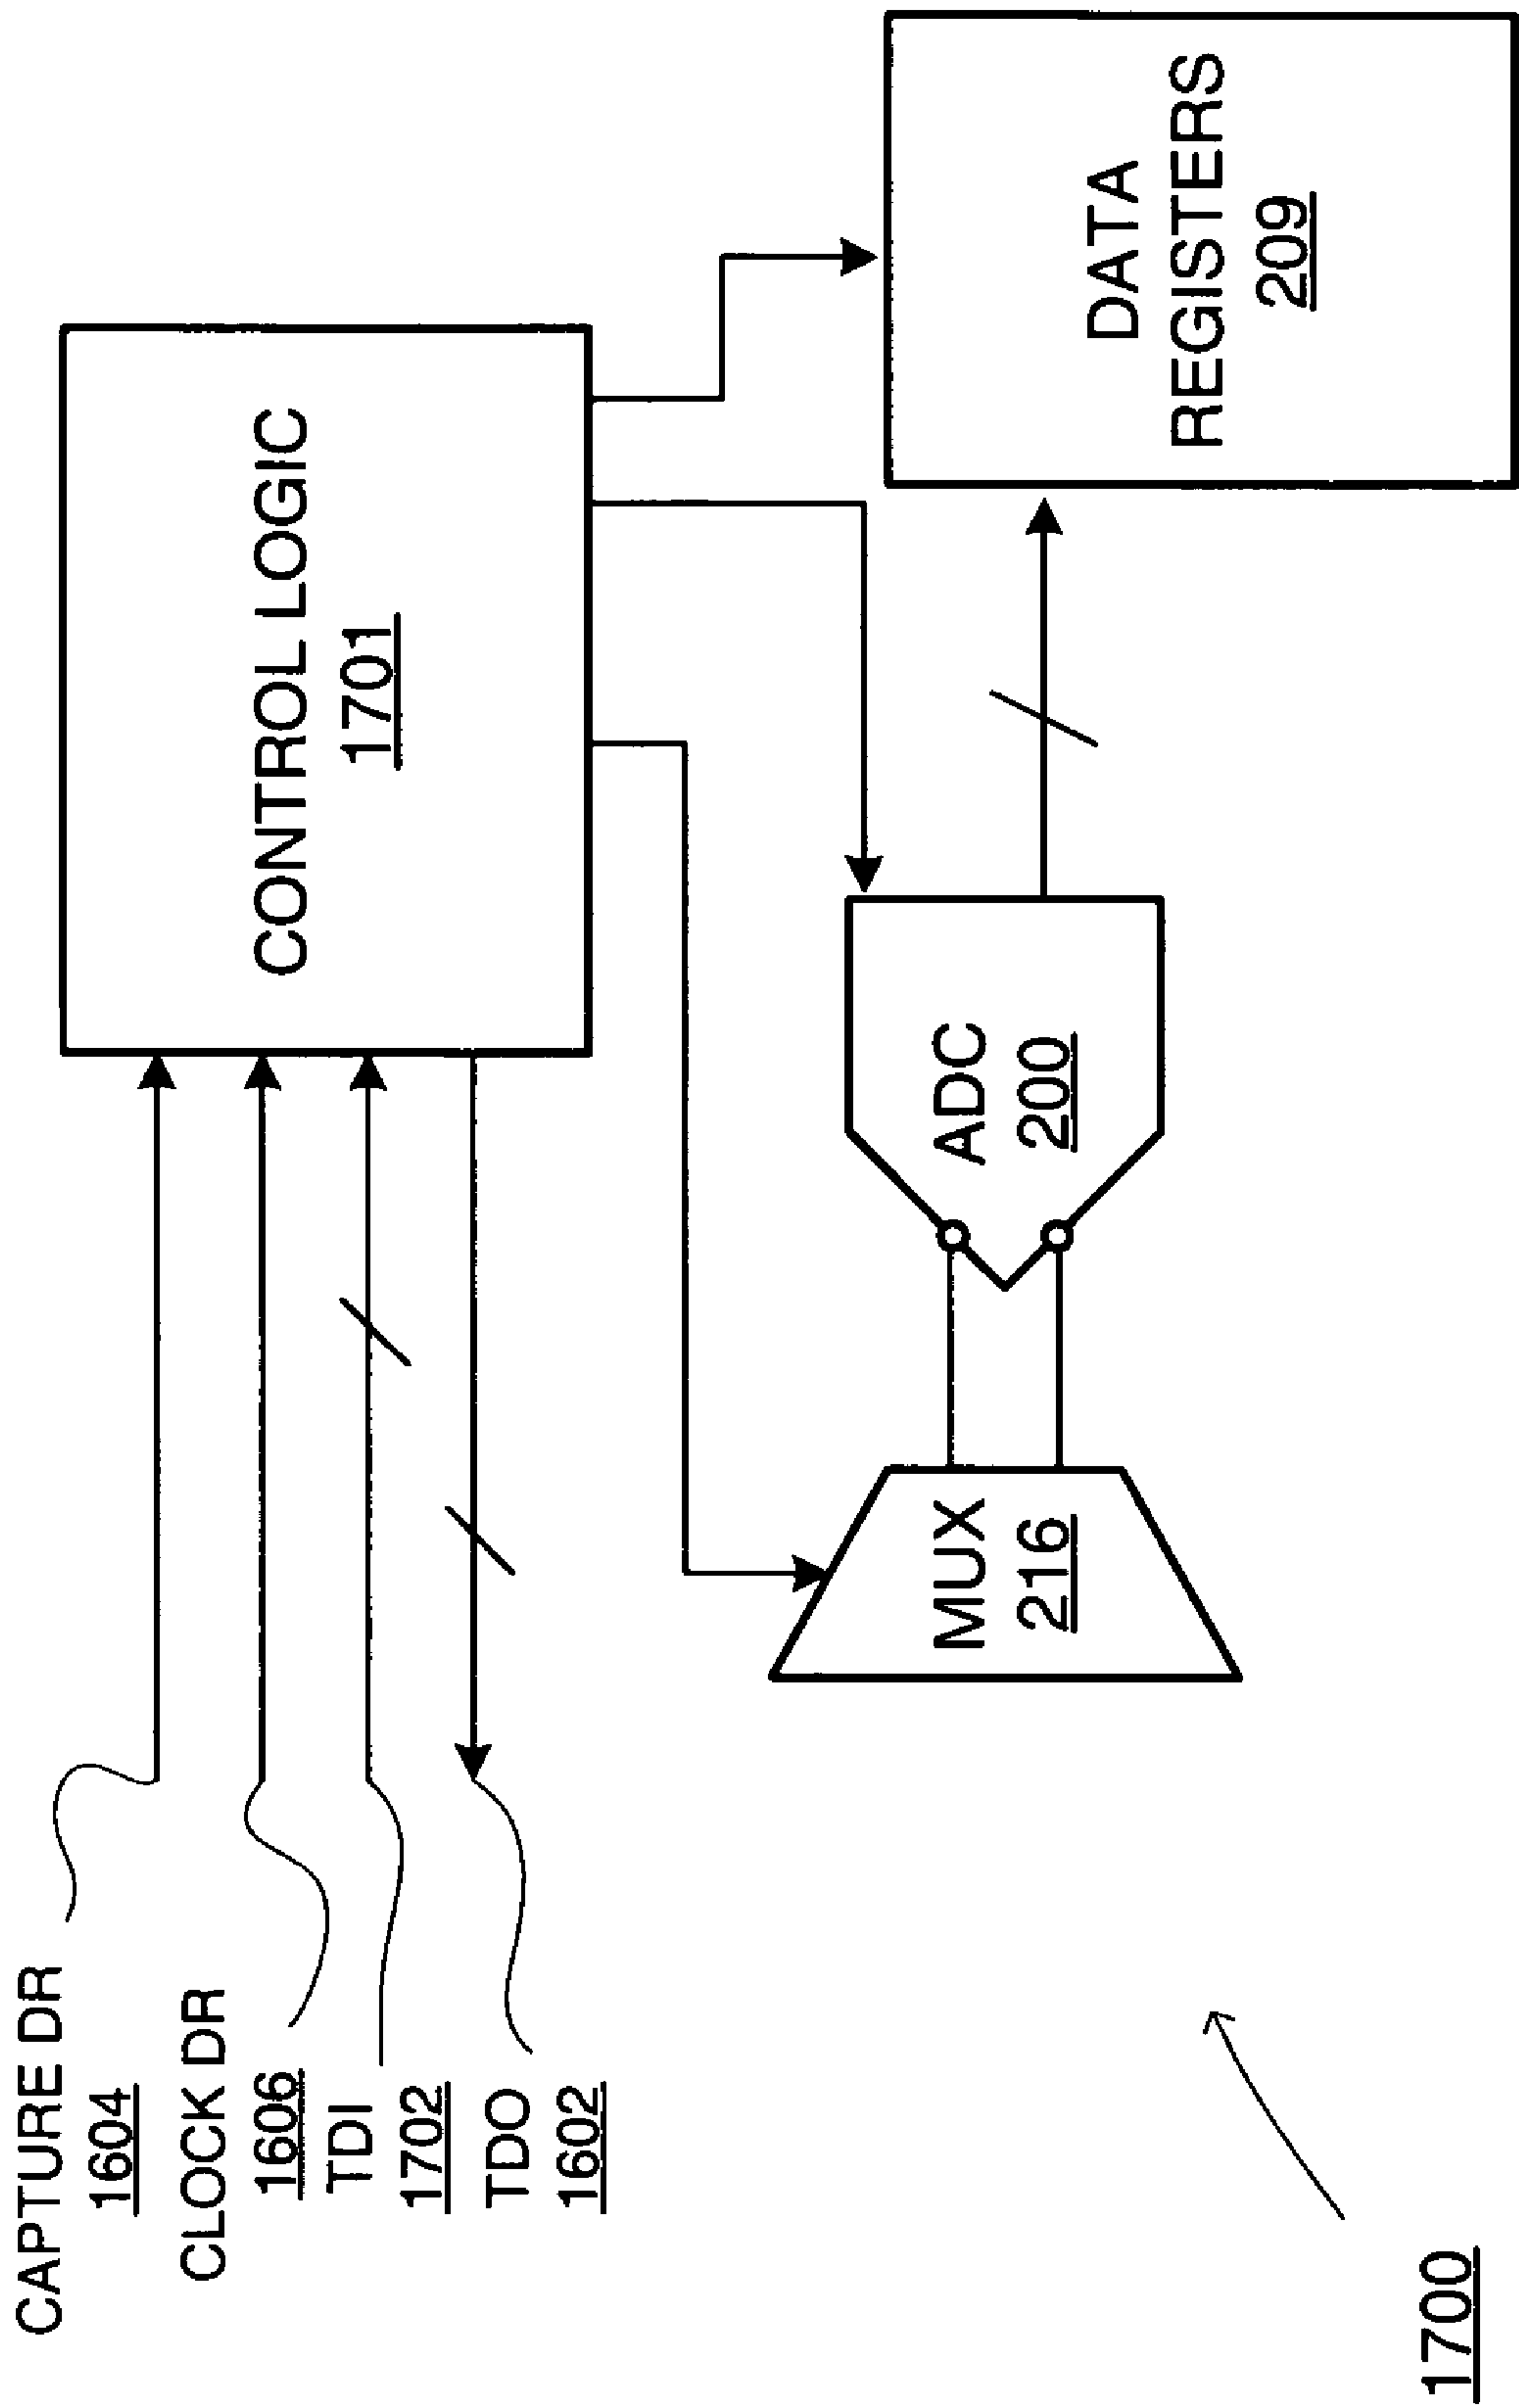 CAPTURE DR
1604
CLOCK DR
1606
TDI
1702
TDO
1602
CONTROL LOGIC
1701
MUX
216
ADC
200
DATA
REGISTERS
209
1700